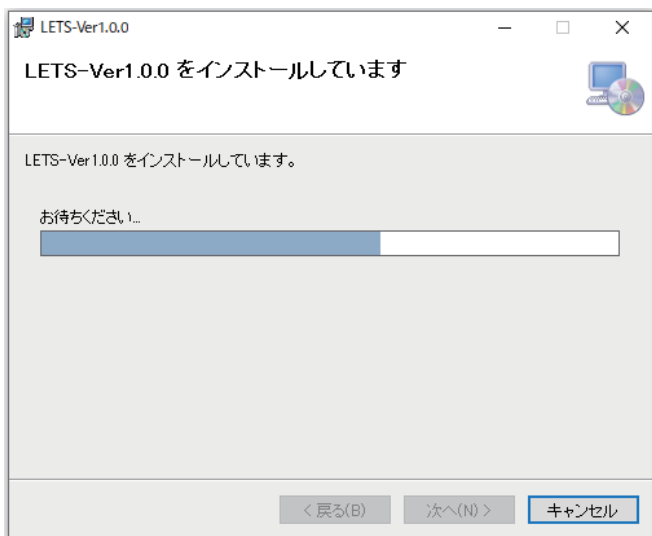 LETS-Ver1.0.0
LETS-Ver1.0.0 をインストールしています
LETS-Ver1.0.0 をインストールしています。
お待ちください...
< 戻る(B)
次へ(N) >
キャンセル